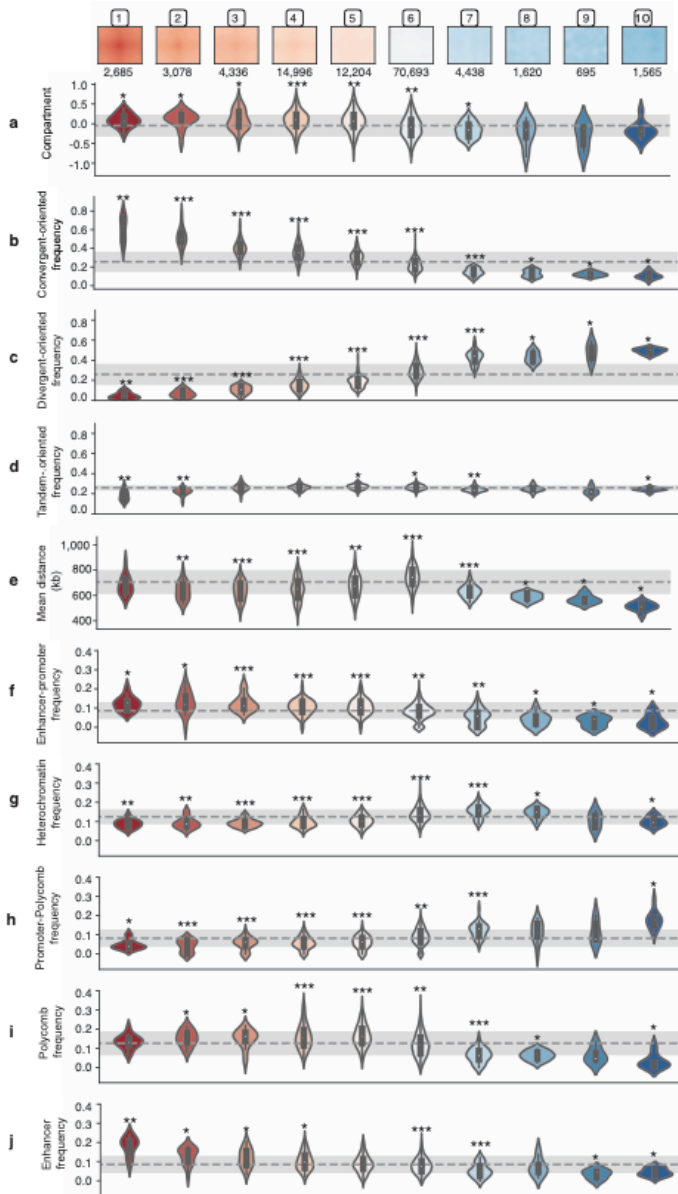 1 2 3 4 5 6 7 8 9 10
2,685 3,078 4,336 14,996 12,204 70,693 4,438 1,620 695 1,565
a
Compartment
1.0
0.5
0.0
-0.5
-1.0
* * * *** ** ** *
b
Convergent-oriented
frequency
0.8
0.6
0.4
0.2
0.0
** *** *** *** *** *** *** * * *
c
Divergent-oriented
frequency
0.8
0.6
0.4
0.2
0.0
** *** *** *** *** *** *** * * *
d
Tandem-.oriented
frequency
0.8
0.6
0.4
0.2
0.0
** ** * * ** *
e
Mean distance
(kb)
1,000
800
600
400
** *** *** ** *** *** * * *
f
Enhancer-promoter
frequency
0.4
0.3
0.2
0.1
0.0
* * *** *** *** ** ** * * *
g
Heterochromatin
frequency
0.4
0.3
0.2
0.1
0.0
** ** *** *** *** *** *** * *
h
Promoter-Polycomb
frequency
0.4
0.3
0.2
0.1
0.0
* *** *** *** *** ** *** *
i
Polycomb
frequency
0.4
0.3
0.2
0.1
0.0
* * *** *** ** *** * *
j
Enhancer
frequency
0.4
0.3
0.2
0.1
0.0
** * * * *** *** * *